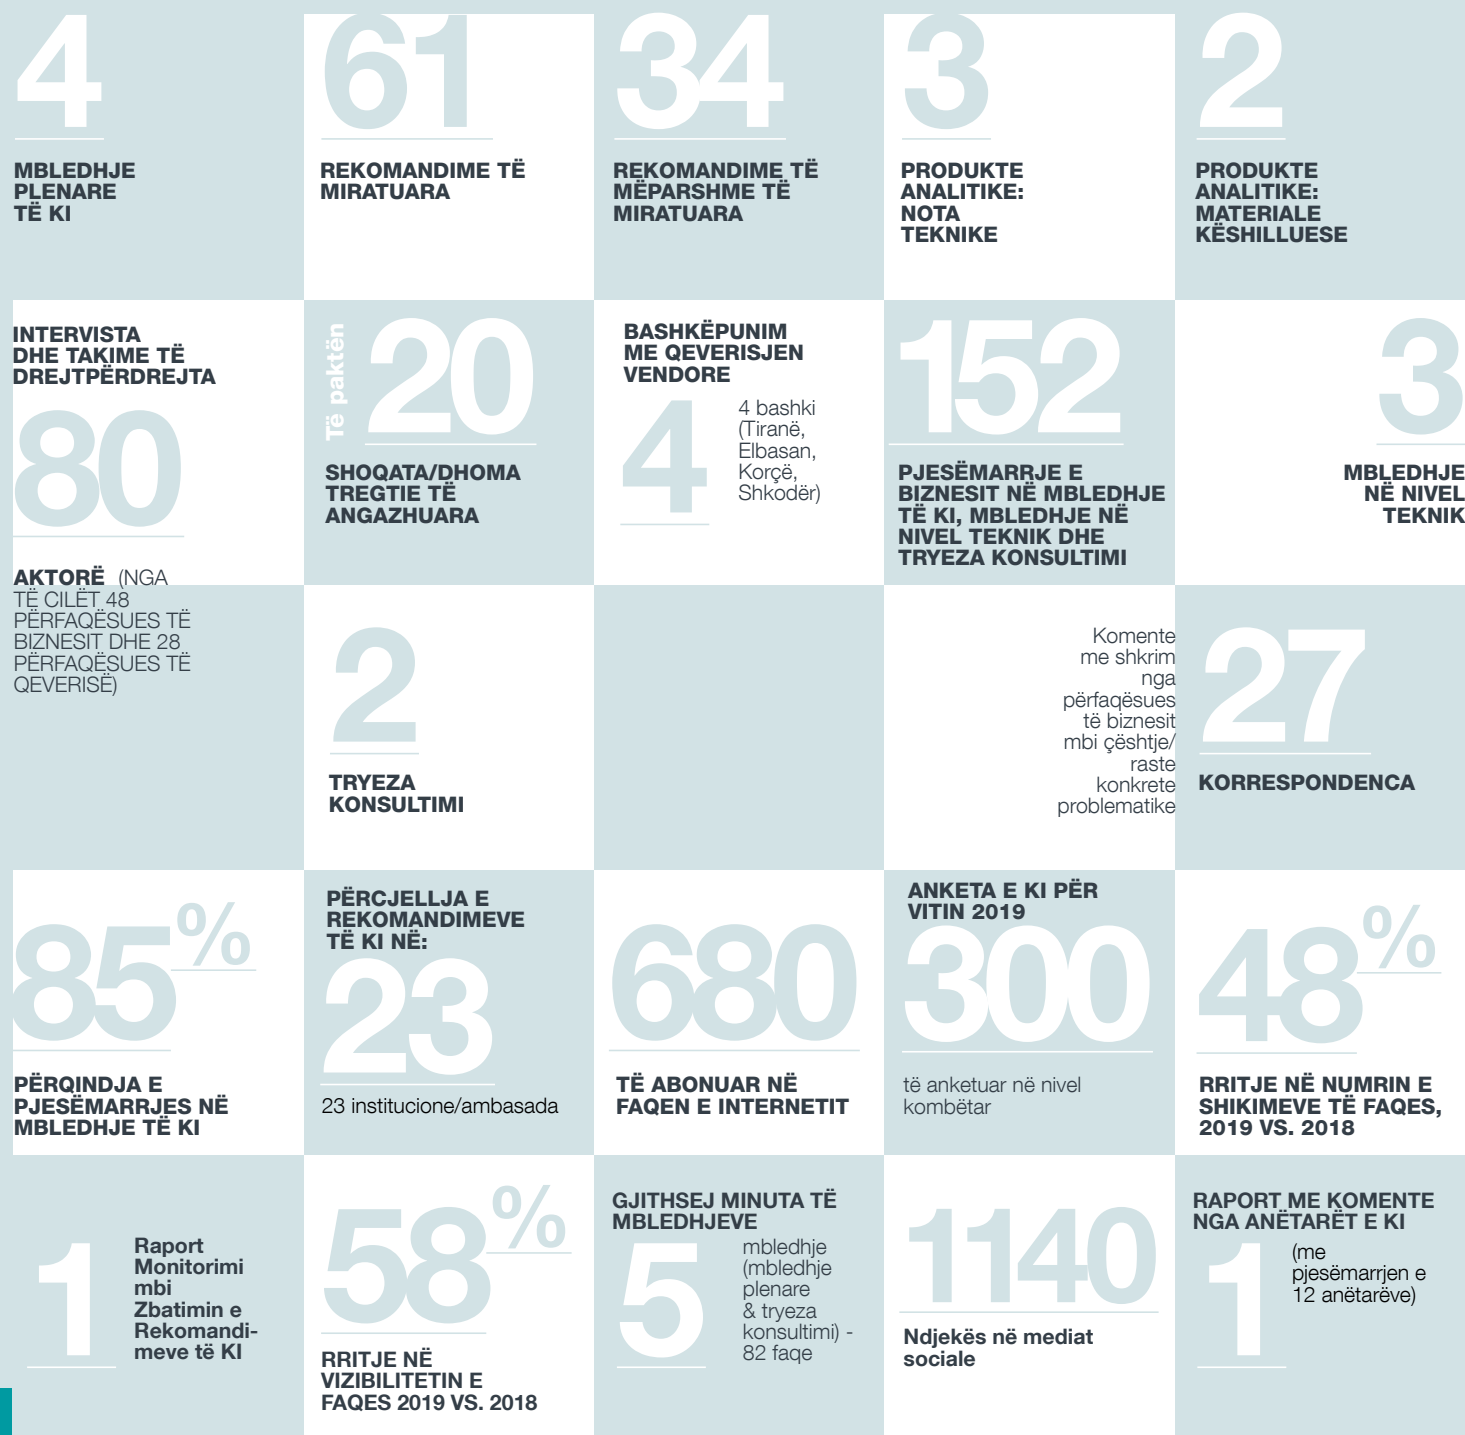 4
MBLEDHJE
PLENARE
TË KI
61
REKOMANDIME TË
MIRATUARA
34
REKOMANDIME TË
MËPARSHME TË
MIRATUARA
3
PRODUKTE
ANALITIKE:
NOTA
TEKNIKE
2
PRODUKTE
ANALITIKE:
MATERIALE
KËSHILLUESE
INTERVISTA
DHE TAKIME TË
DREJTPËRDREJTA
80
AKTORË (NGA
TË CILËT 48
PËRFAQËSUES TË
BIZNESIT DHE 28
PËRFAQËSUES TË
QEVERISË)
Të paktën
20
SHOQATA/DHOMA
TREGTIE TË
ANGAZHUARA
BASHKËPUNIM
ME QEVERISJEN
VENDORE
4
4 bashki
(Tiranë,
Elbasan,
Korçë,
Shkodër)
152
PJESËMARRJE E
BIZNESIT NË MBLEDHJE
TË KI, MBLEDHJE NË
NIVEL TEKNIK DHE
TRYEZA KONSULTIMI
3
MBLEDHJE
NË NIVEL
TEKNIK
2
TRYEZA
KONSULTIMI
Komente
me shkrim
nga
përfaqësues
të biznesit
mbi çështje/
raste
konkrete
problematike
27
KORRESPONDENCA
85%
PËRQINDJA E
PJESËMARRJES NË
MBLEDHJE TË KI
PËRCJELLJA E
REKOMANDIMEVE
TË KI NË:
23
23 institucione/ambasada
680
TË ABONUAR NË
FAQEN E INTERNETIT
ANKETA E KI PËR
VITIN 2019
300
të anketuar në nivel
kombëtar
48%
RRITJE NË NUMRIN E
SHIKIMEVE TË FAQES,
2019 VS. 2018
1
Raport
Monitorimi
mbi
Zbatimin e
Rekomandi-
meve të KI
58%
RRITJE NË
VIZIBILITETIN E
FAQES 2019 VS. 2018
GJITHSEJ MINUTA TË
MBLEDHJEVE
5
mbledhje
(mbledhje
plenare
& tryeza
konsultimi) -
82 faqe
1140
Ndjekës në mediat
sociale
RAPORT ME KOMENTE
NGA ANËTARËT E KI
1
(me
pjesëmarrjen e
12 anëtarëve)